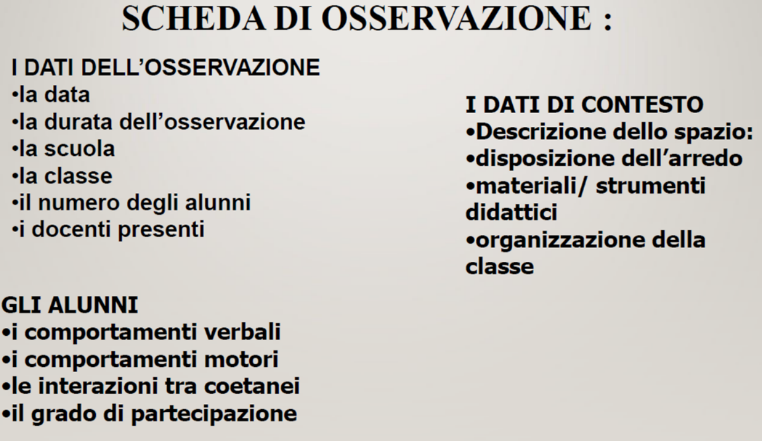 SCHEDA DI OSSERVAZIONE :
I DATI DELL'OSSERVAZIONE
•la data
•la durata dell'osservazione
•la scuola
•la classe
•il numero degli alunni
•i docenti presenti
I DATI DI CONTESTO
•Descrizione dello spazio:
•disposizione dell'arredo
•materiali/ strumenti
didattici
•organizzazione della
classe
GLI ALUNNI
•i comportamenti verbali
•i comportamenti motori
•le interazioni tra coetanei
•il grado di partecipazione